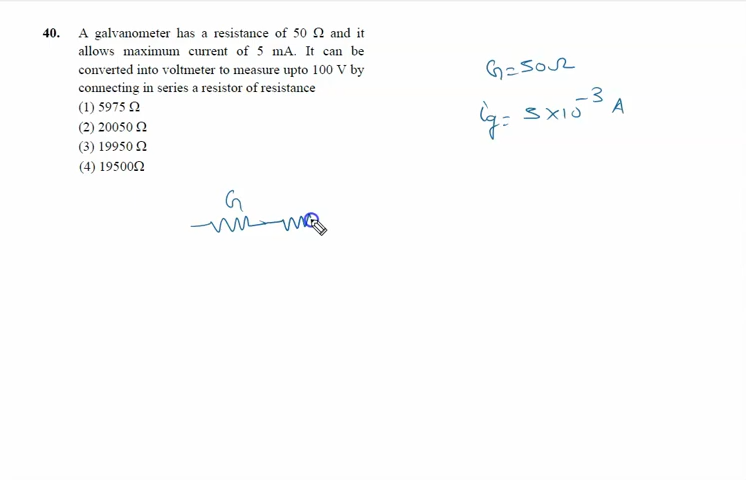 40. A galvanometer has a resistance of 50 Ω and it
allows maximum current of 5 mA. It can be
converted into voltmeter to measure upto 100 V by
connecting in series a resistor of resistance
(1) 5975 Ω
(2) 20050 Ω
(3) 19950 Ω
(4) 19500Ω
G=50Ω
ig= 5×10⁻³ A
G